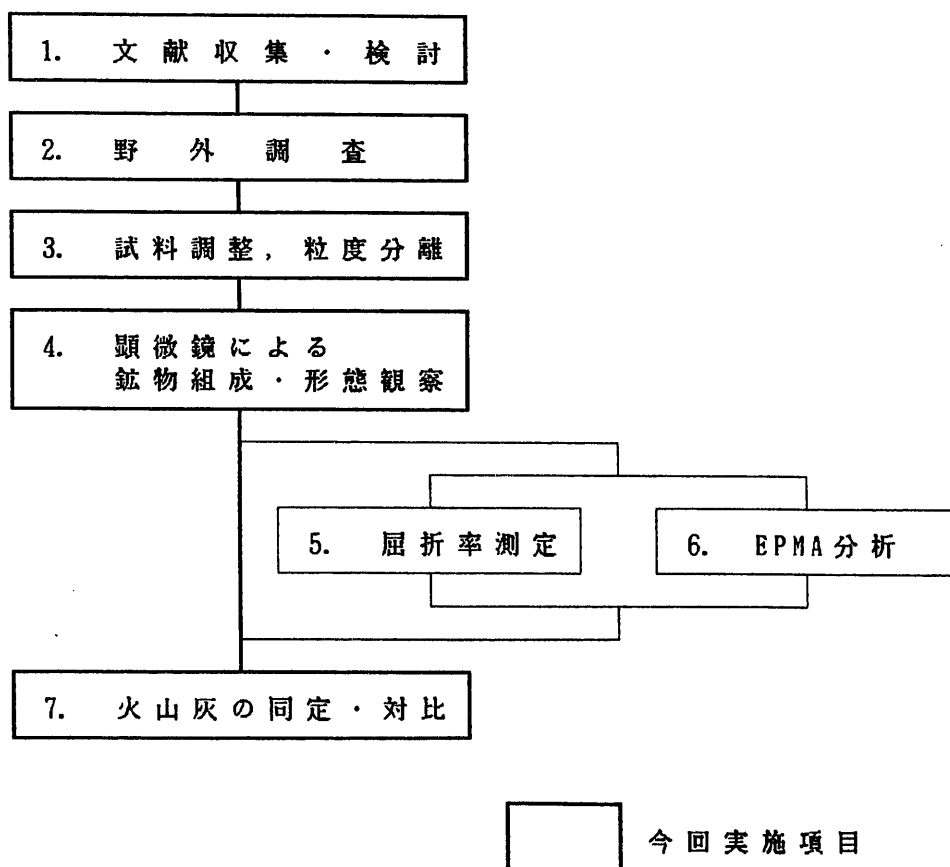 1. 文献収集・検討
2. 野外調査
3. 試料調整，粒度分離
4. 顕微鏡による
鉱物組成・形態観察
5. 屈折率測定
6. EPMA分析
7. 火山灰の同定・対比
今回実施項目